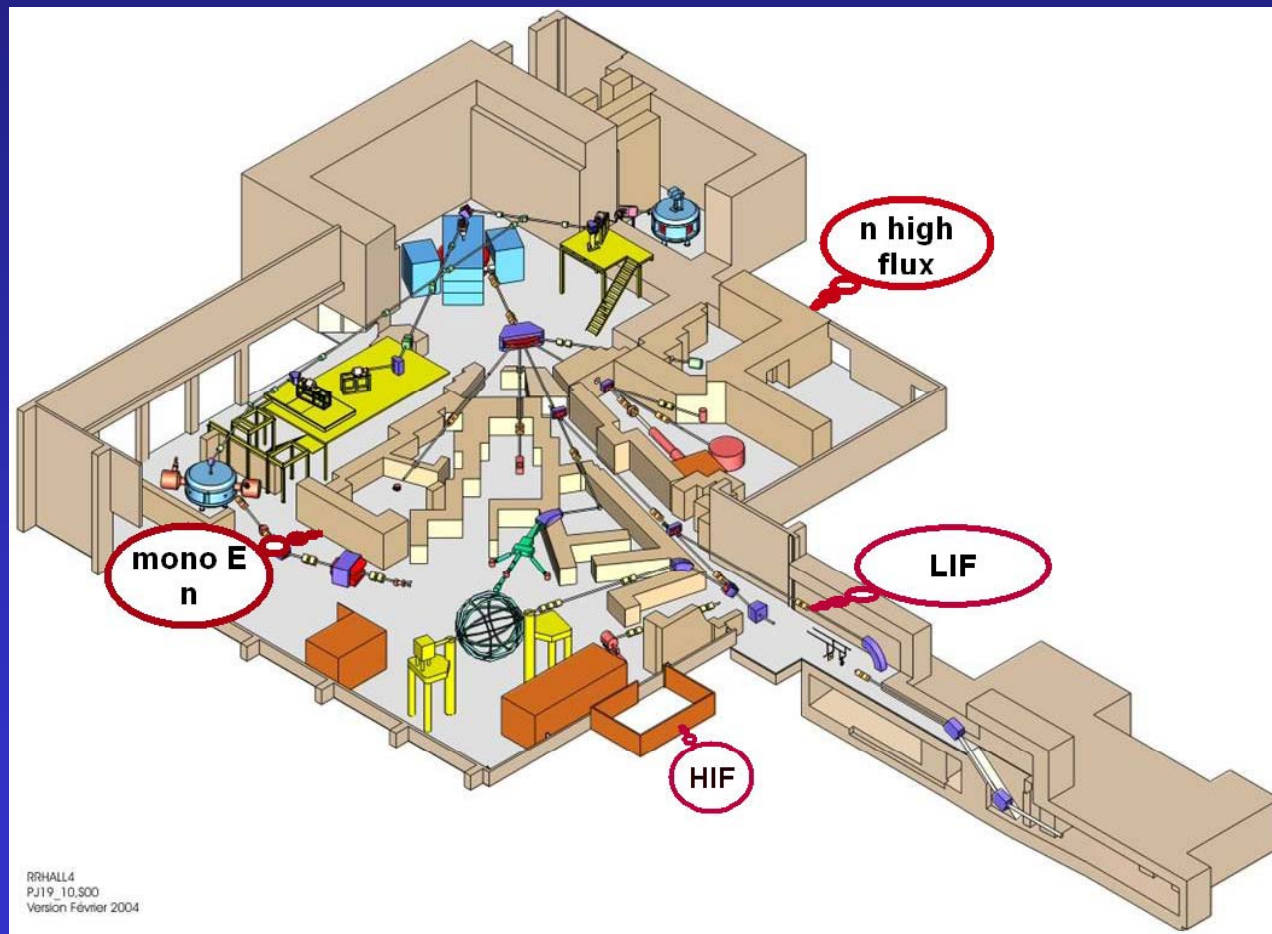 n high
flux
mono E
n
LIF
HIF
RRHALL4
PJ19_10,S00
Version Février 2004